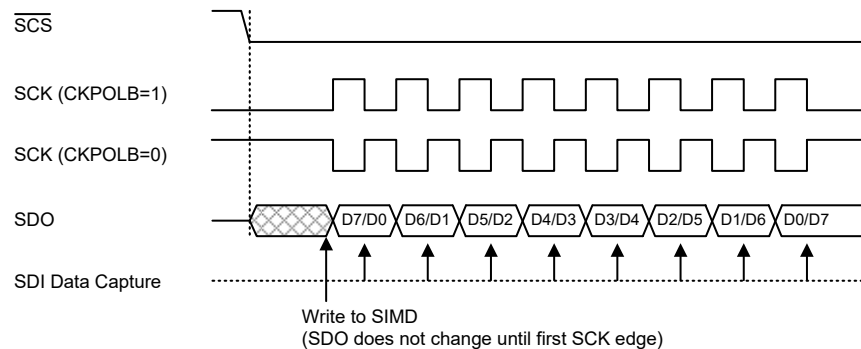 SCS
SCK (CKPOLB=1)
SCK (CKPOLB=0)
SDO D7/D0 D6/D1 D5/D2 D4/D3 D3/D4 D2/D5 D1/D6 D0/D7
SDI Data Capture
Write to SIMD
(SDO does not change until first SCK edge)